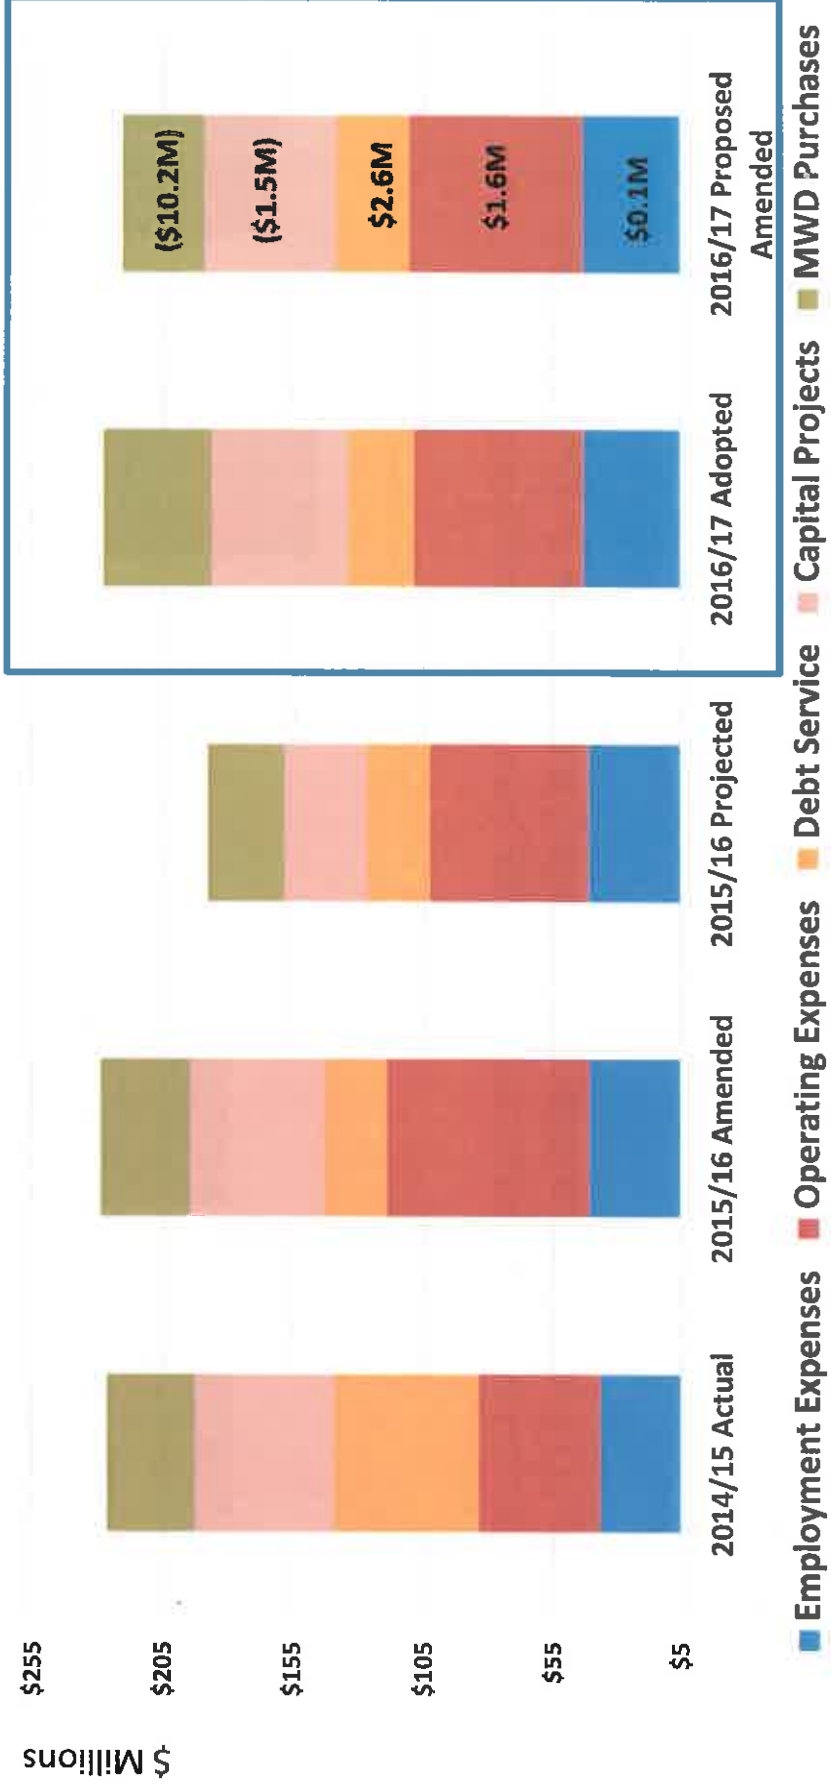 $ Millions
$255
$205
$155
$105
$55
$5
($10.2M)
($1.5M)
$2.6M
$1.6M
$0.1M
2014/15 Actual
2015/16 Amended
2015/16 Projected
2016/17 Adopted
2016/17 Proposed
Amended
Employment Expenses
Operating Expenses
Debt Service
Capital Projects
MWD Purchases